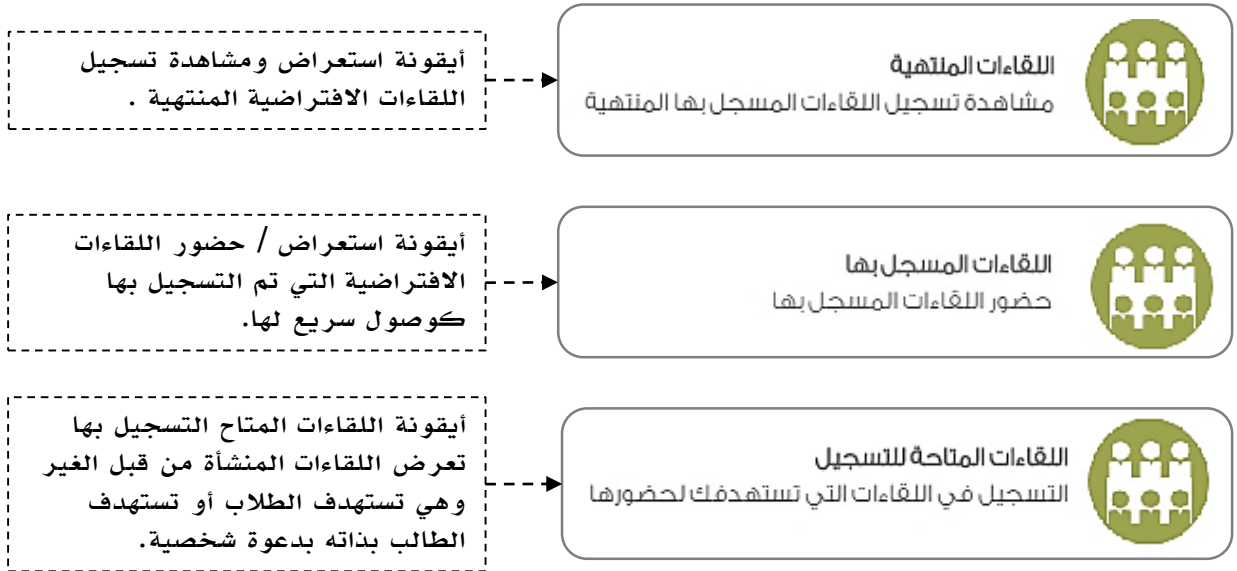 اللقاءات المنتهية
مشاهدة تسجيل اللقاءات المسجل بها المنتهية
أيقونة استعراض ومشاهدة تسجيل
اللقاءات الافتراضية المنتهية .
اللقاءات المسجل بها
حضور اللقاءات المسجل بها
أيقونة استعراض / حضور اللقاءات
الافتراضية التي تم التسجيل بها
كوصول سريع لها.
اللقاءات المتاحة للتسجيل
التسجيل في اللقاءات التي تستهدفك لحضورها
أيقونة اللقاءات المتاح التسجيل بها
تعرض اللقاءات المنشأة من قبل الغير
وهي تستهدف الطلاب أو تستهدف
الطالب بذاته بدعوة شخصية.